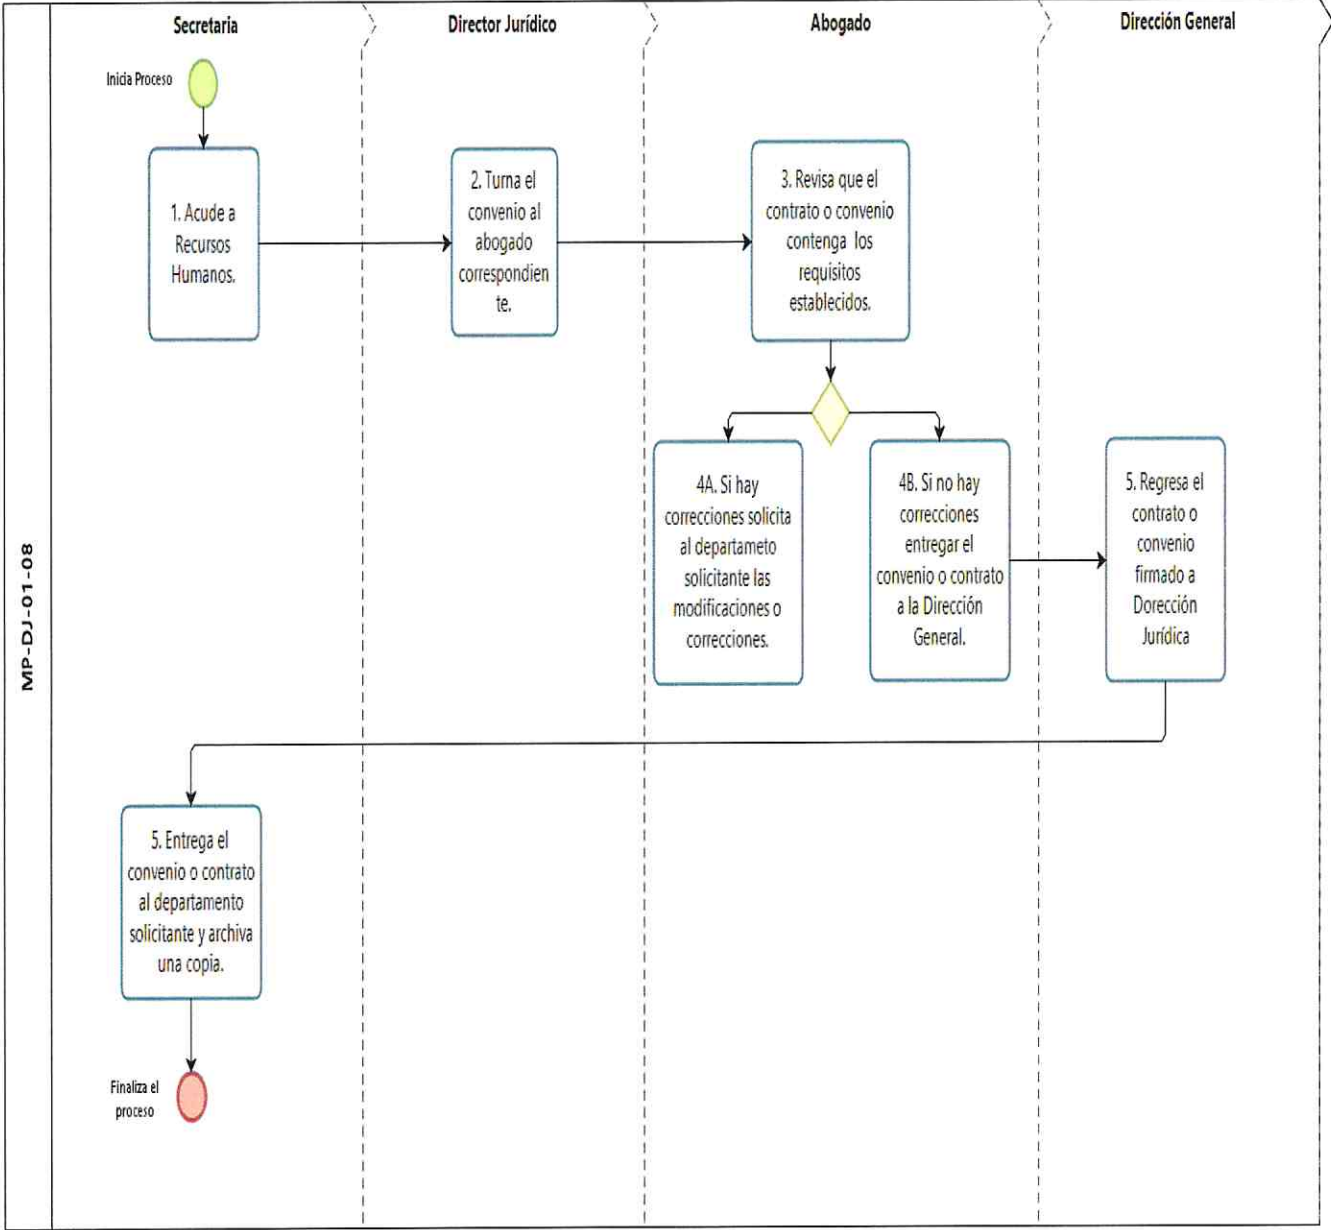 Secretaria
Director Jurídico
Abogado
Dirección General
Inicia Proceso
1. Acude a
Recursos
Humanos.
2. Turna el
convenio al
abogado
correspondien
te.
3. Revisa que el
contrato o convenio
contenga los
requisitos
establecidos.
4A. Si hay
correcciones solicita
al departameto
solicitante las
modificaciones o
correcciones.
4B. Si no hay
correcciones
entregar el
convenio o contrato
a la Dirección
General.
5. Regresa el
contrato o
convenio
firmado a
Dorección
Jurídica
MP-DJ-01-08
5. Entrega el
convenio o contrato
al departamento
solicitante y archiva
una copia.
Finaliza el
proceso